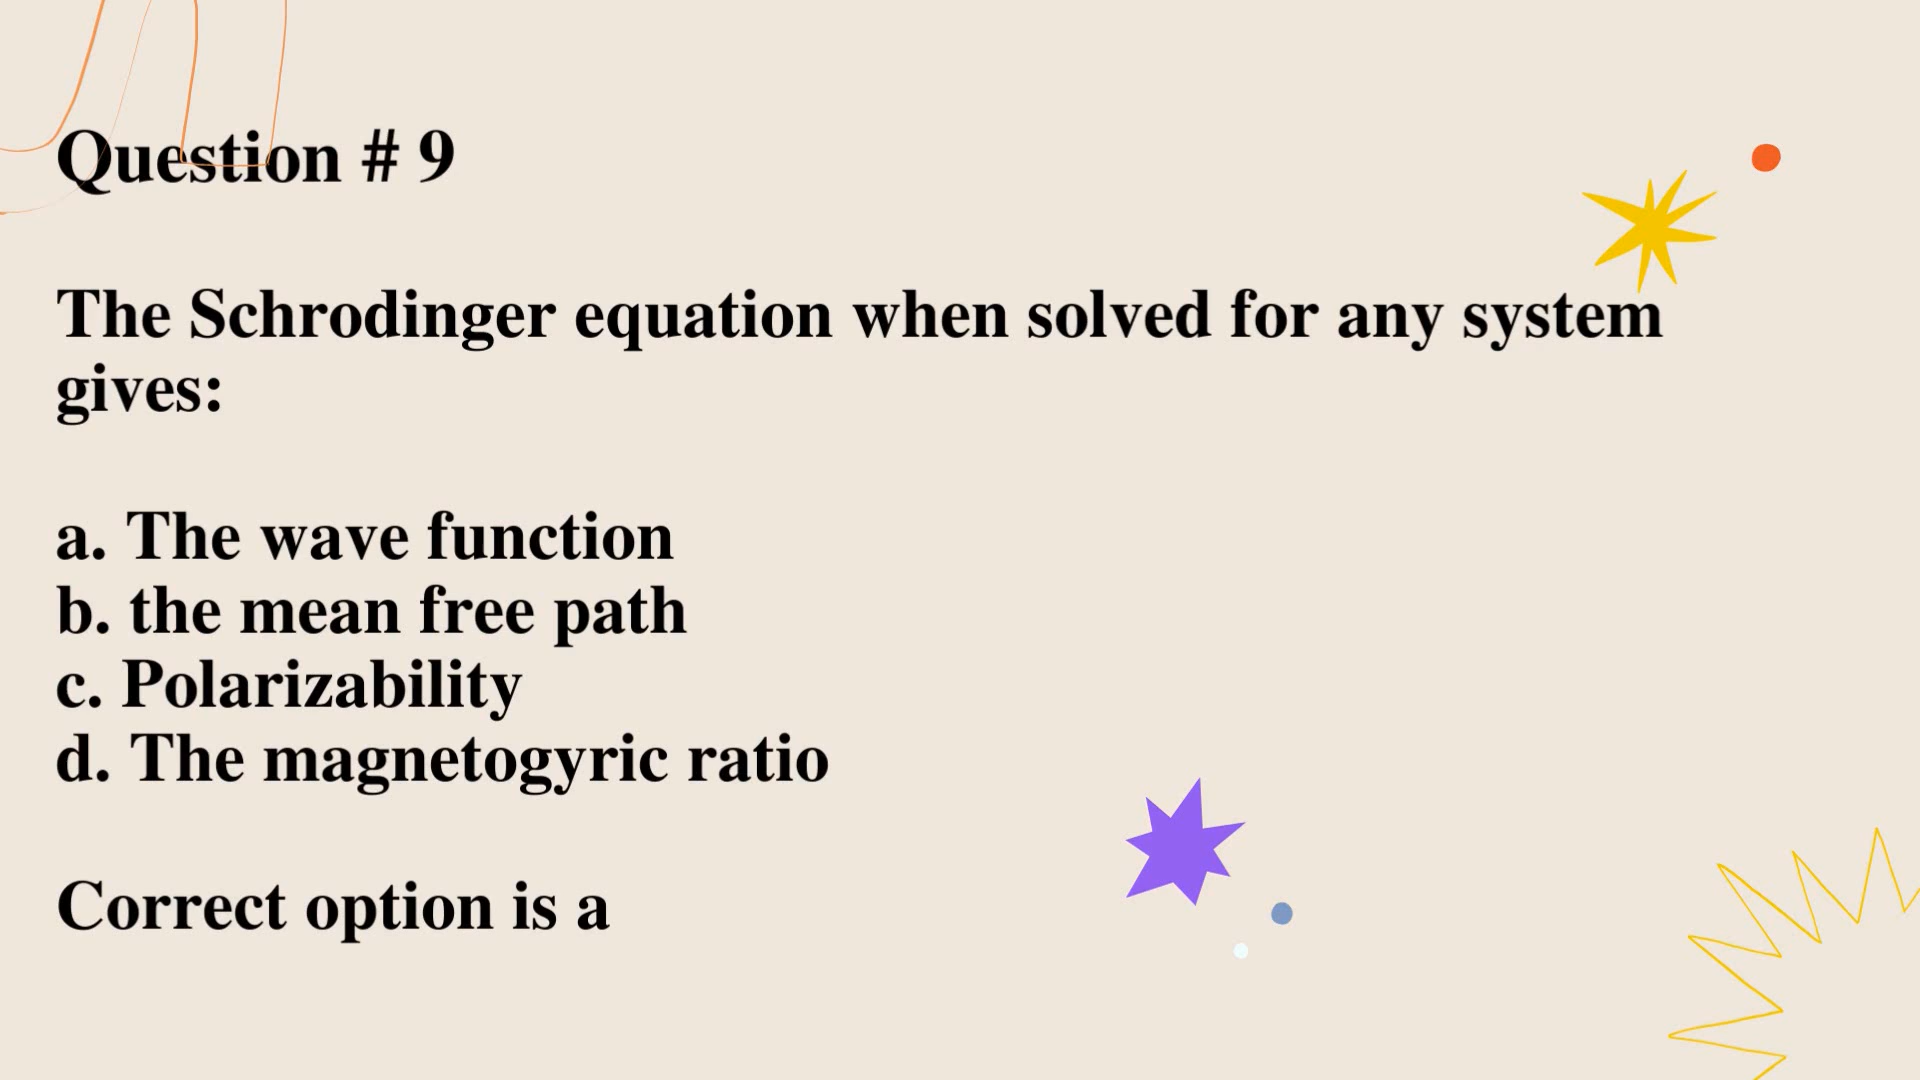 Question # 9
The Schrodinger equation when solved for any system
gives:
a. The wave function
b. the mean free path
c. Polarizability
d. The magnetogyric ratio
Correct option is a